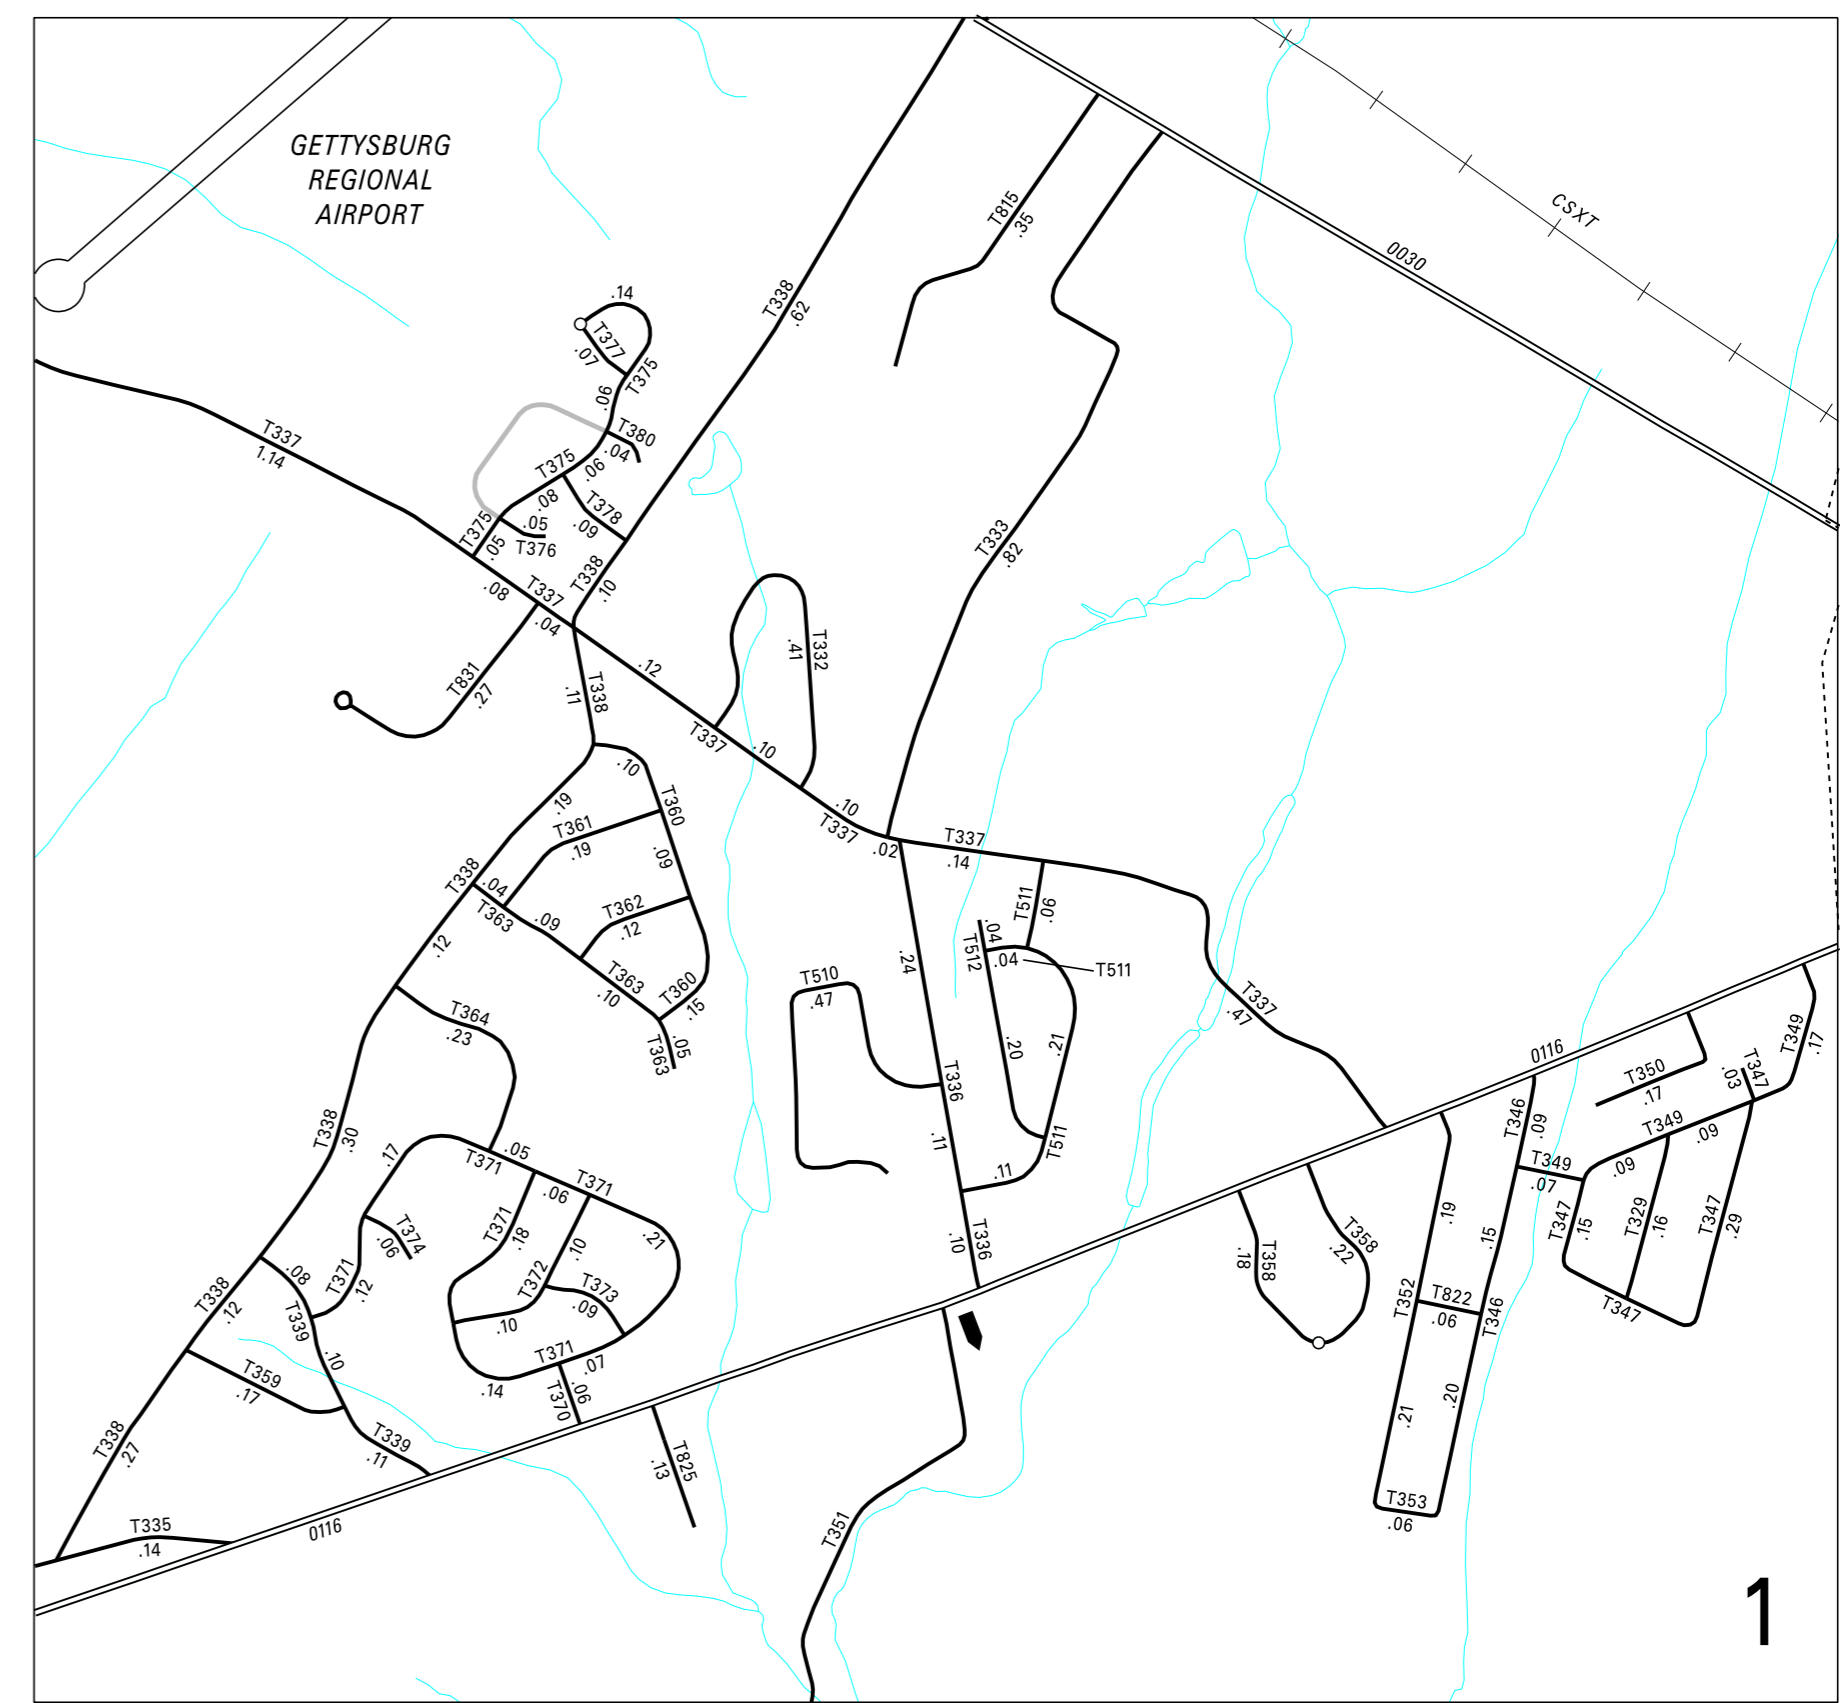 GETTYSBURG
REGIONAL
AIRPORT
CSXT
0030
T815
.35
T338
.62
.14
T377
.07
T375
.06
T380
.04
T337
1.14
T375
.06
.08
T378
.09
T375
.05
.05
T376
T338
.10
.08
T337
.04
T333
.82
T831
.27
T338
.11
.12
T332
.41
T337
.10
.10
T337
.02
T337
.14
.10
T360
.19
T361
.19
.09
T338
.04
T363
.09
T362
.12
.12
T363
.10
T360
.15
.05
T363
T511
.06
.04
T512
.04
T511
.24
T510
.47
T337
.47
T364
.23
.20
.21
T336
.11
T511
.11
0116
T349
.17
T350
.17
T347
.03
T346
.09
T349
.09
T349
.07
.09
T338
.30
.17
T371
.05
.06
T371
T374
.06
T371
.18
.10
.21
T371
.12
T372
T373
.09
.10
T336
.10
T358
.22
T358
.18
.19
.15
T347
.15
T329
.16
T347
.29
T347
T352
T822
.06
T346
.08
T339
T338
.12
.10
T359
.17
T371
.07
.14
.06
T370
.21
.20
T338
.27
T339
.11
T825
.13
T353
.06
T335
.14
0116
T351
1